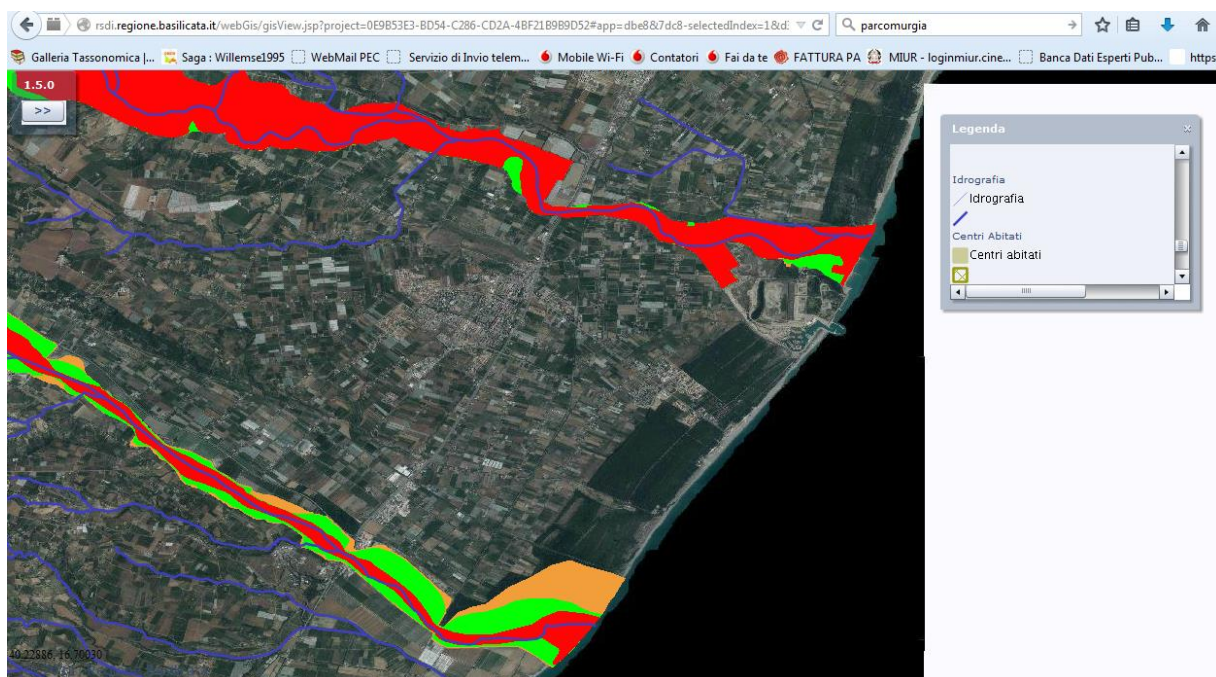 rsdi.regione.basilicata.it/webGis/gisView.jsp?project=0E9B53E3-BD54-C286-CD2A-4BF21B9B9D52#app=dbe8&7dc8-selectedIndex=1&d:
parcomurgia
Galleria Tassonomica |... Saga : Willemse1995 WebMail PEC Servizio di Invio telem... Mobile Wi-Fi Contatori Fai da te FATTURA PA MIUR - loginmiur.cine... Banca Dati Esperti Pub... https
1.5.0
>>
Legenda x
Idrografia
Idrografia
Centri Abitati
Centri abitati
40.22886, 16.70030